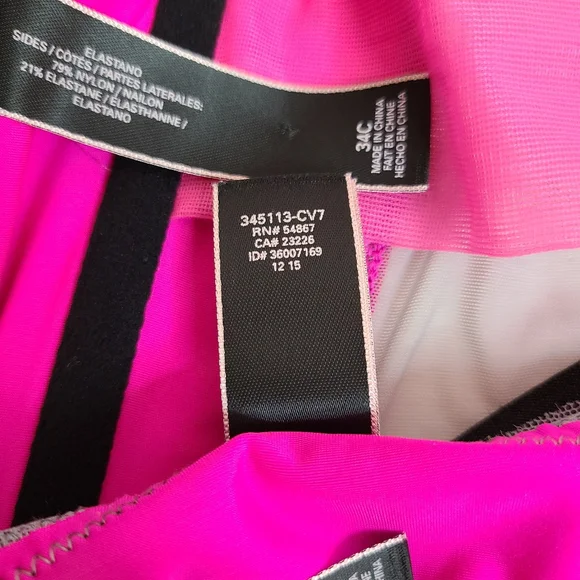 ELASTANO
SIDES / CÔTÉS / PARTES LATERALES:
79% NYLON / NAILON
21% ELASTANE / ÉLASTHANNE /
ELASTANO
34C
MADE IN CHINA
FAIT EN CHINE
HECHO EN CHINA
345113-CV7
RN# 54867
CA# 23226
ID# 36007169
12 15